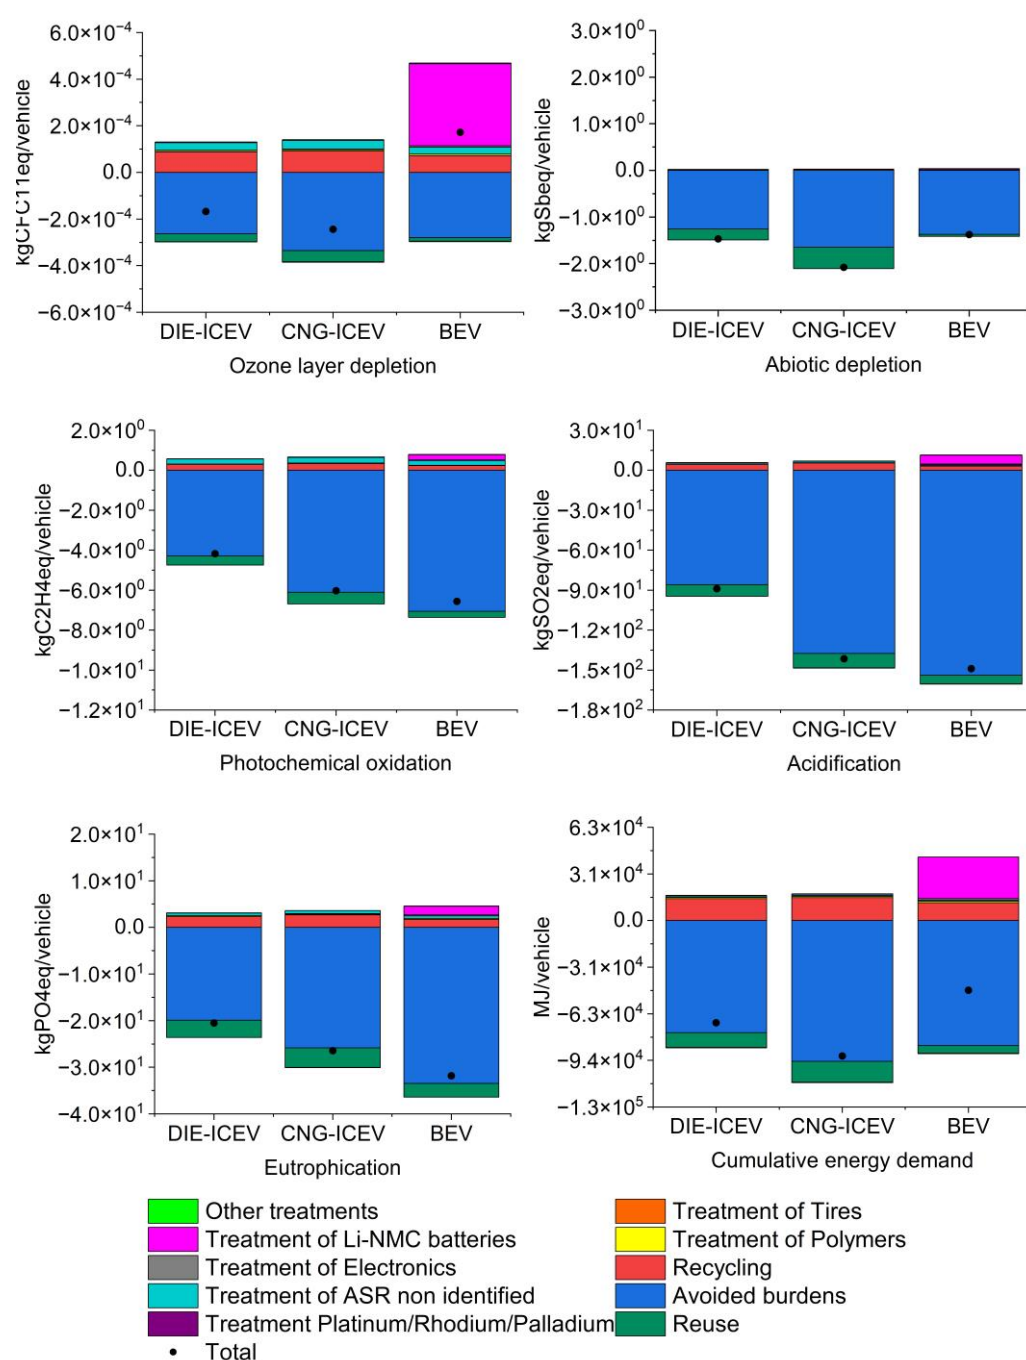 6.0×10⁻⁴
4.0×10⁻⁴
2.0×10⁻⁴
0.0
−2.0×10⁻⁴
−4.0×10⁻⁴
−6.0×10⁻⁴
kgCFC11eq/vehicle
DIE-ICEV CNG-ICEV BEV
Ozone layer depletion
3.0×10⁰
2.0×10⁰
1.0×10⁰
0.0
−1.0×10⁰
−2.0×10⁰
−3.0×10⁰
kgSbeq/vehicle
DIE-ICEV CNG-ICEV BEV
Abiotic depletion
2.0×10⁰
0.0
−2.0×10⁰
−4.0×10⁰
−6.0×10⁰
−8.0×10⁰
−1.0×10¹
−1.2×10¹
kgC2H4eq/vehicle
DIE-ICEV CNG-ICEV BEV
Photochemical oxidation
3.0×10¹
0.0
−3.0×10¹
−6.0×10¹
−9.0×10¹
−1.2×10²
−1.5×10²
−1.8×10²
kgSO2eq/vehicle
DIE-ICEV CNG-ICEV BEV
Acidification
2.0×10¹
1.0×10¹
0.0
−1.0×10¹
−2.0×10¹
−3.0×10¹
−4.0×10¹
kgPO4eq/vehicle
DIE-ICEV CNG-ICEV BEV
Eutrophication
6.3×10⁴
3.1×10⁴
0.0
−3.1×10⁴
−6.3×10⁴
−9.4×10⁴
−1.3×10⁵
MJ/vehicle
DIE-ICEV CNG-ICEV BEV
Cumulative energy demand
Other treatments
Treatment of Li-NMC batteries
Treatment of Electronics
Treatment of ASR non identified
Treatment Platinum/Rhodium/Palladium
Total
Treatment of Tires
Treatment of Polymers
Recycling
Avoided burdens
Reuse